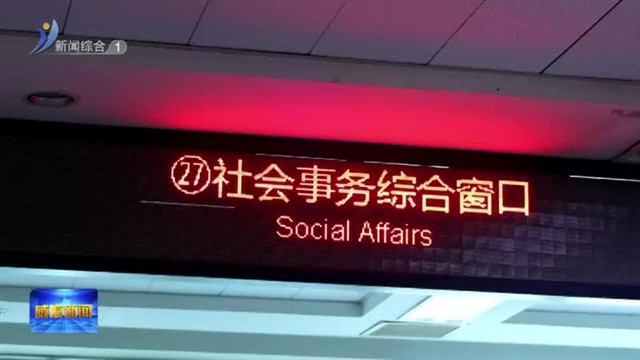 新闻综合 1
㉗社会事务综合窗口
Social Affairs
威海新闻